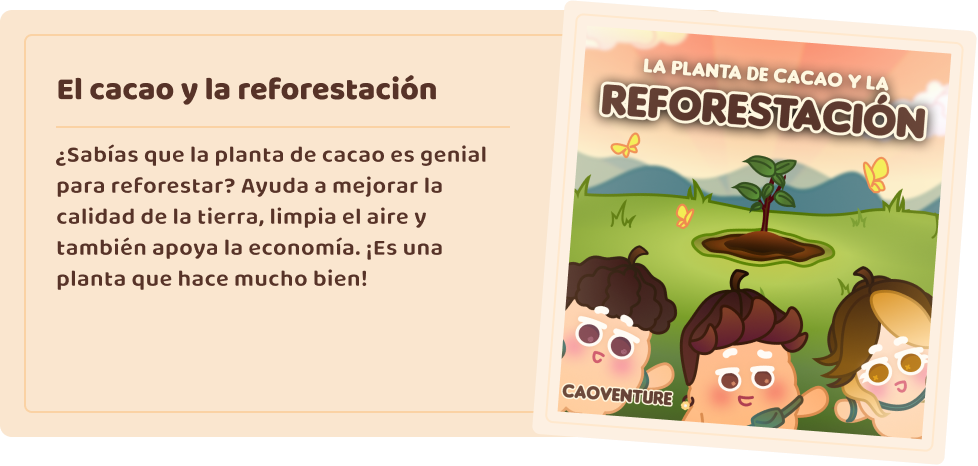 El cacao y la reforestación
¿Sabías que la planta de cacao es genial
para reforestar? Ayuda a mejorar la
calidad de la tierra, limpia el aire y
también apoya la economía. ¡Es una
planta que hace mucho bien!
LA PLANTA DE CACAO Y LA
REFORESTACIÓN
CAOVENTURE